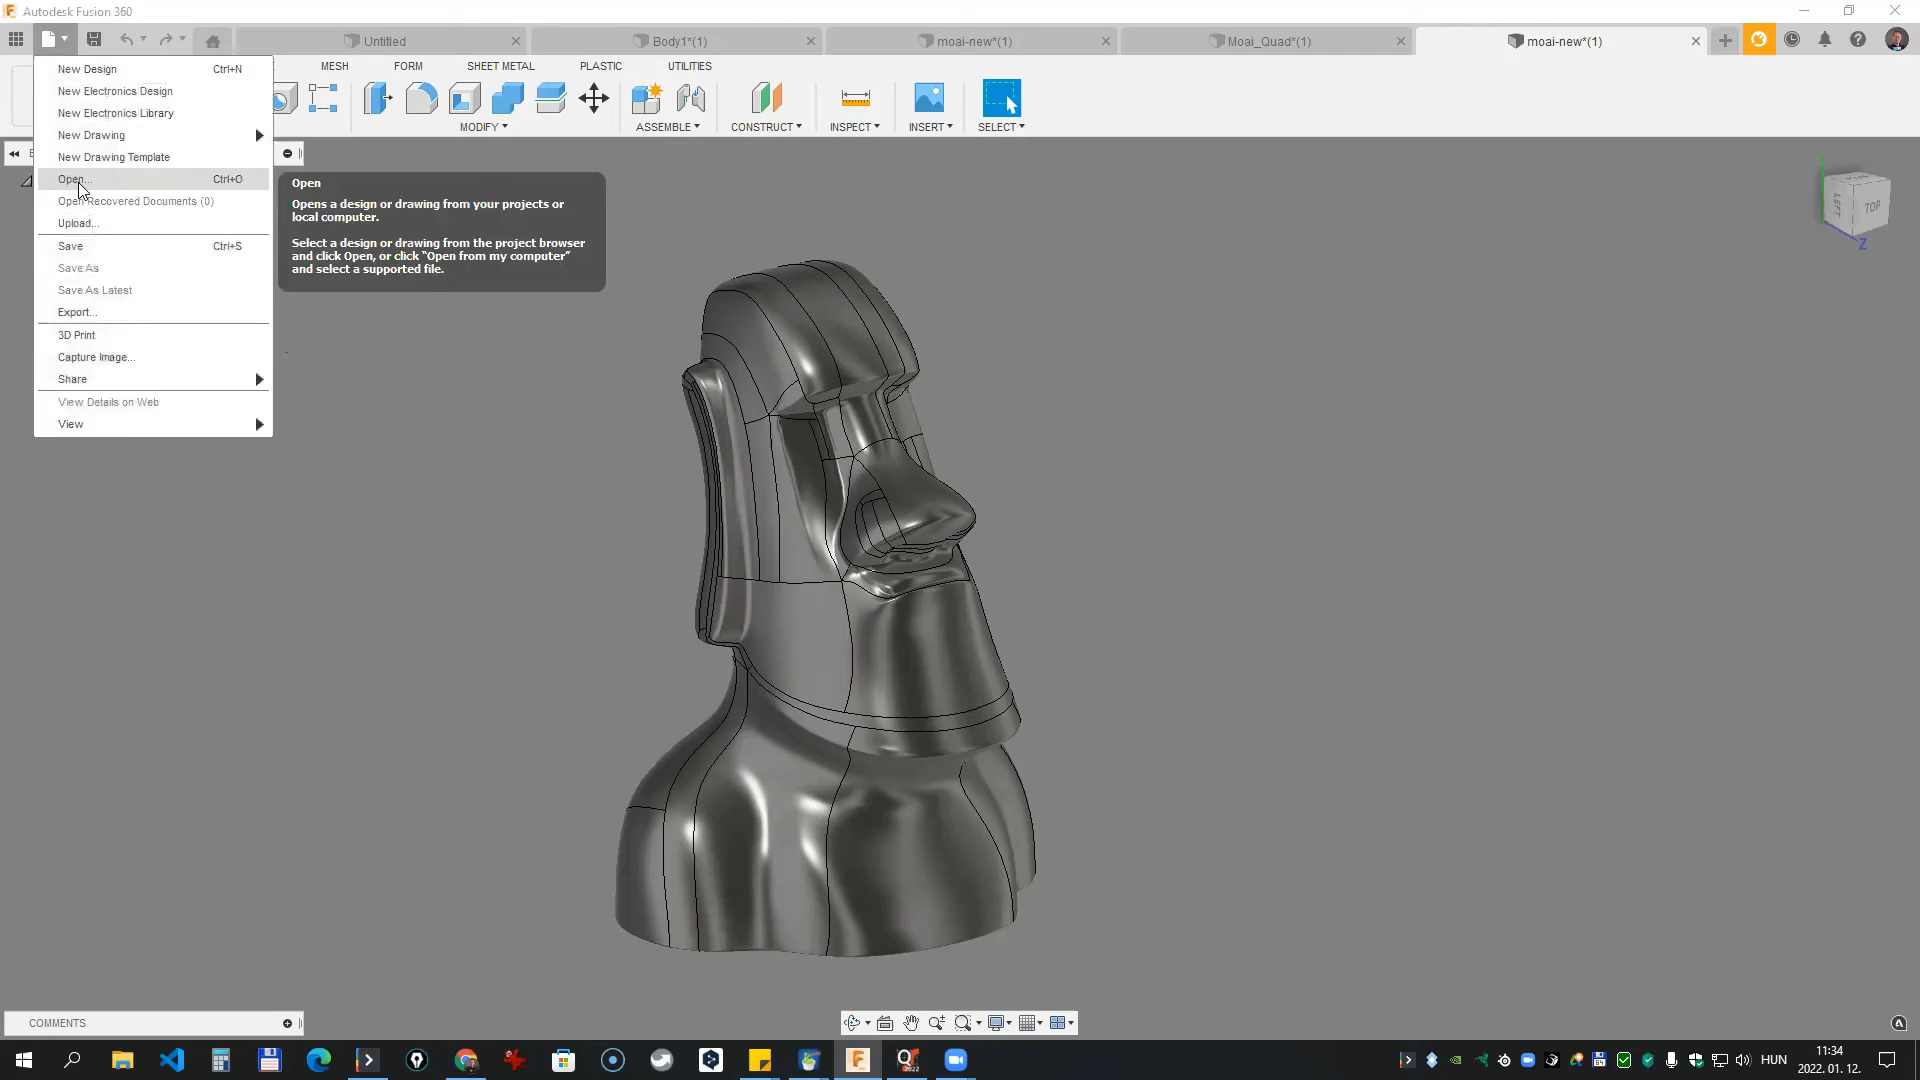 Autodesk Fusion 360
Untitled
Body1*(1)
moai-new*(1)
Moai_Quad*(1)
moai-new*(1)
MESH
FORM
SHEET METAL
PLASTIC
UTILITIES
MODIFY
ASSEMBLE
CONSTRUCT
INSPECT
INSERT
SELECT
New Design Ctrl+N
New Electronics Design
New Electronics Library
New Drawing
New Drawing Template
Open... Ctrl+O
Open Recovered Documents (0)
Upload...
Save Ctrl+S
Save As
Save As Latest
Export...
3D Print
Capture Image...
Share
View Details on Web
View
Open
Opens a design or drawing from your projects or
local computer.
Select a design or drawing from the project browser
and click Open, or click "Open from my computer"
and select a supported file.
LEFT
TOP
Z
COMMENTS
HUN
11:34
2022. 01. 12.